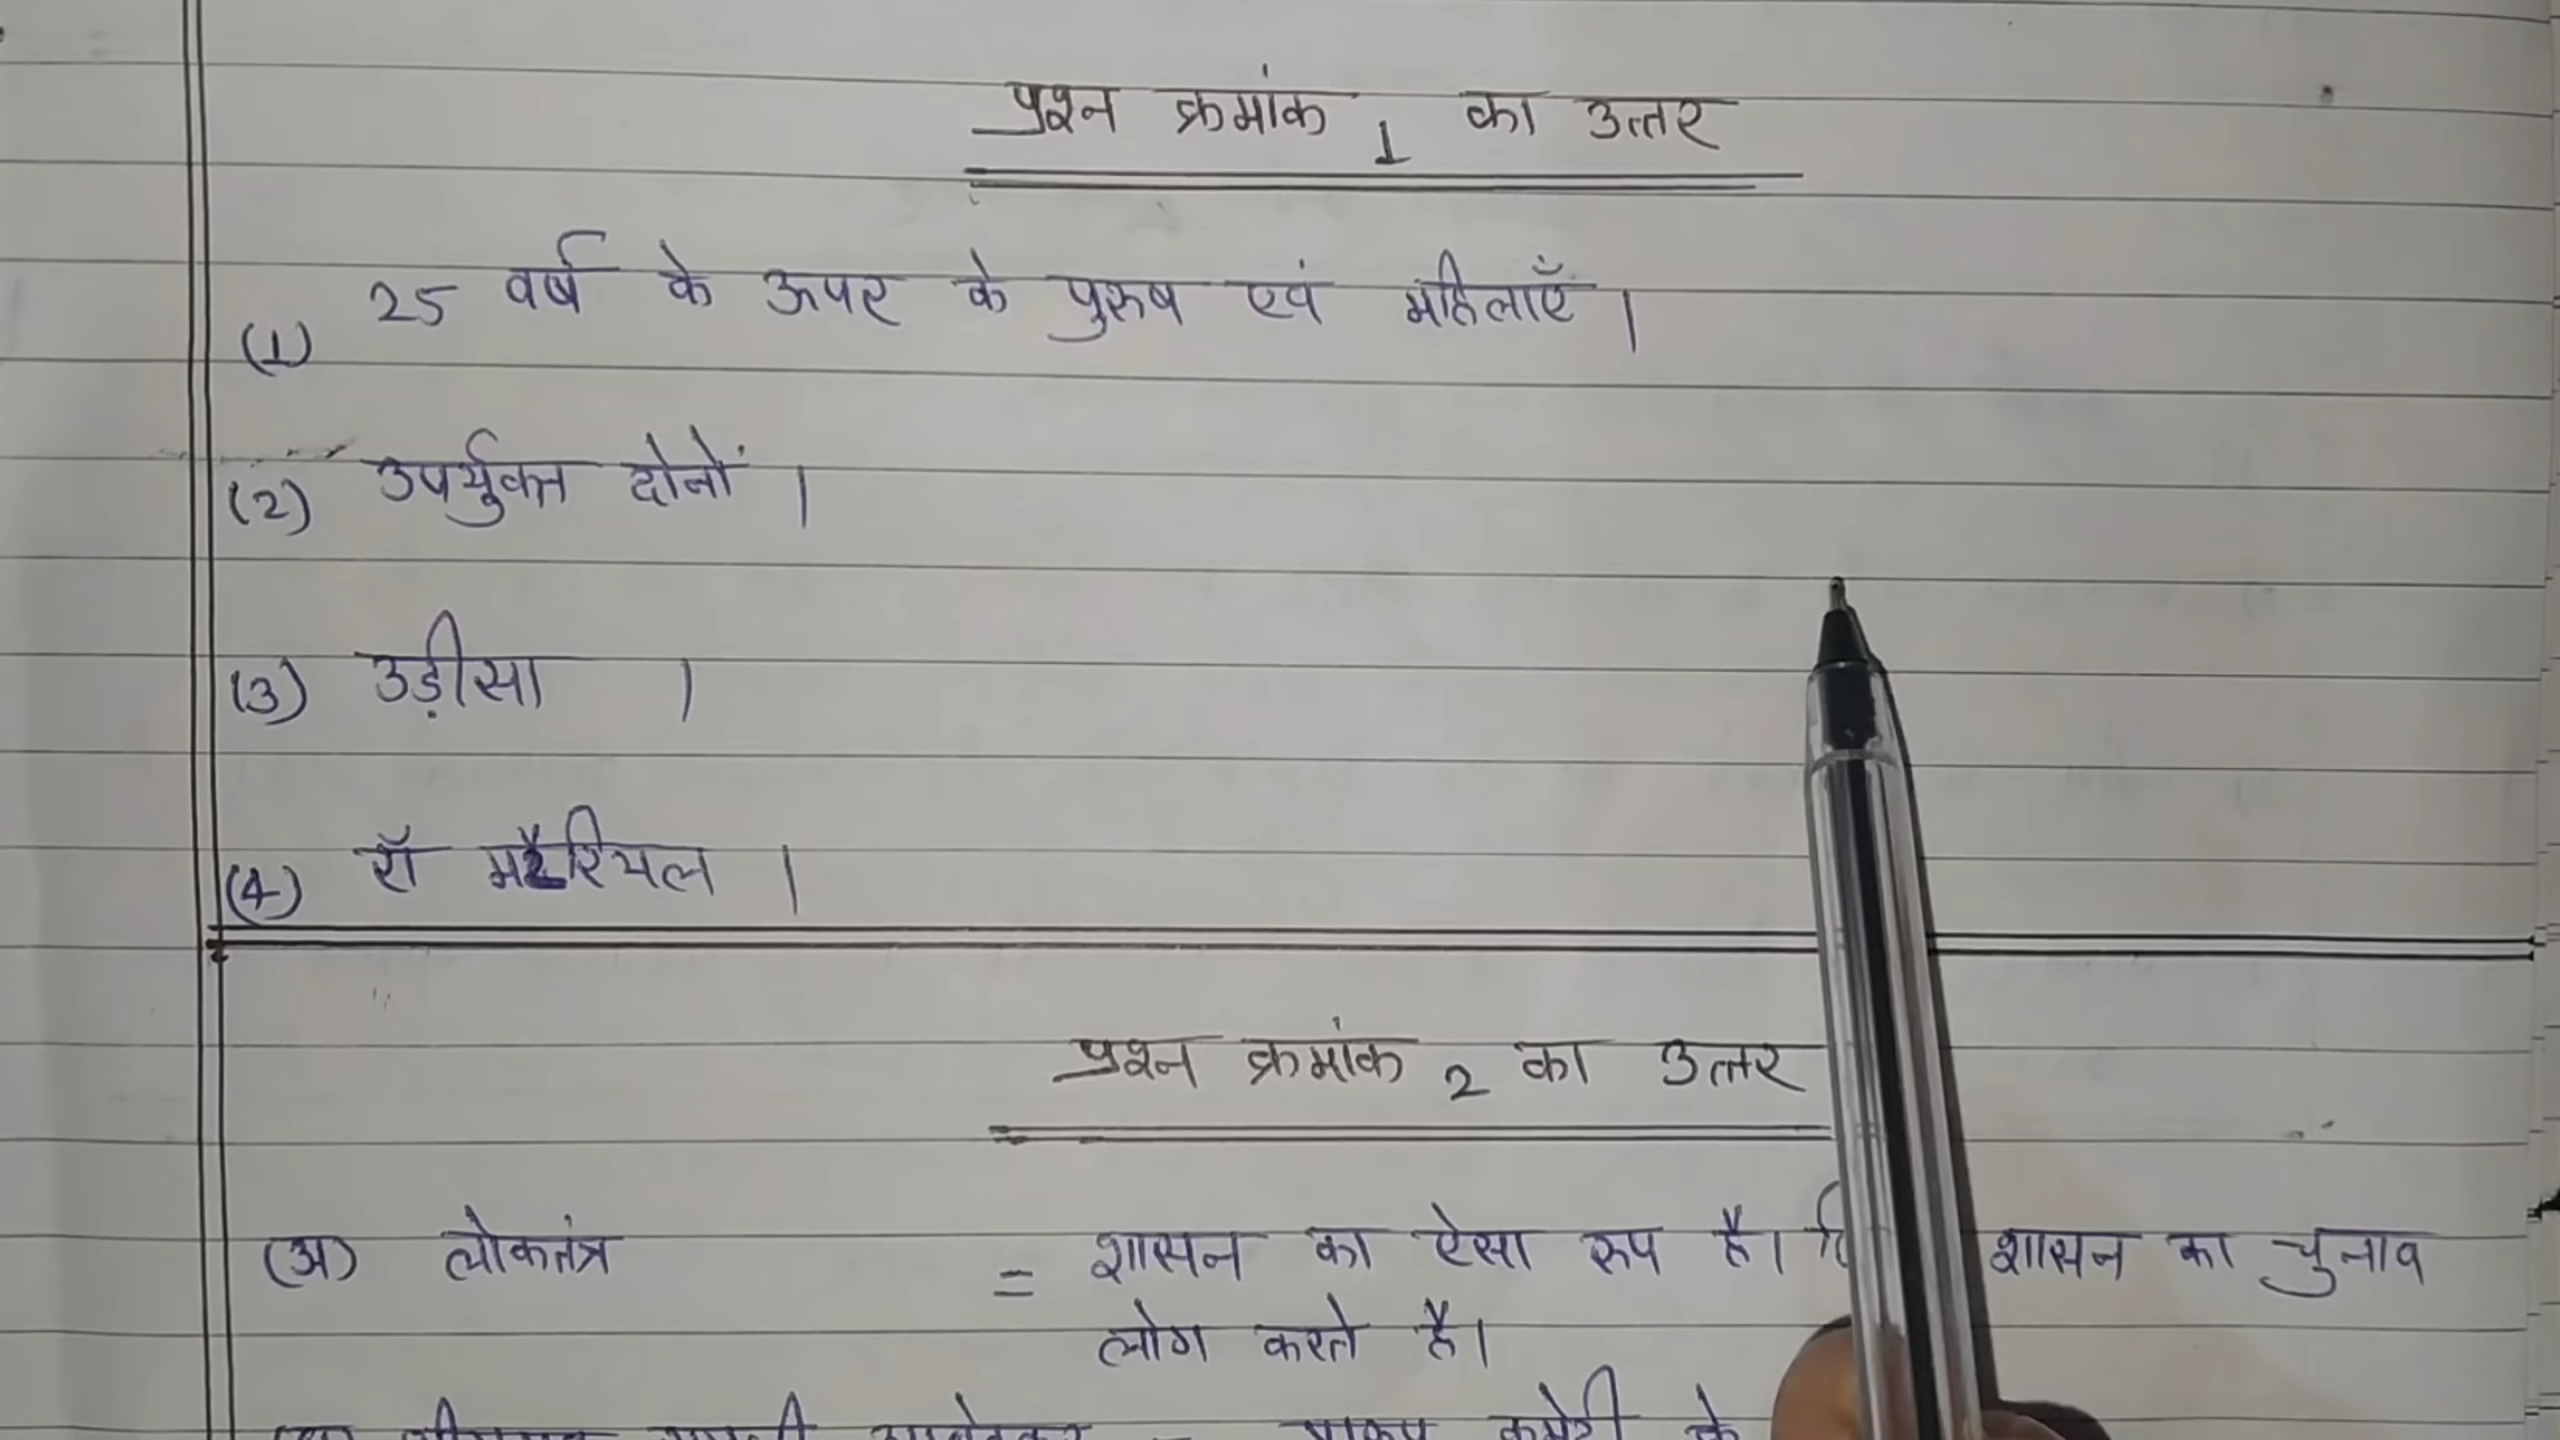 प्रश्न क्रमांक 1 का उत्तर
(1) 25 वर्ष के ऊपर के पुरुष एवं महिलाएँ |
(2) उपर्युक्त दोनों |
(3) उड़ीसा |
(4) रॉ मटैरियल |
प्रश्न क्रमांक 2 का उत्तर
(अ) लोकतंत्र = शासन का ऐसा रूप है। शासन का चुनाव
लोग करते है।
कमेटी के